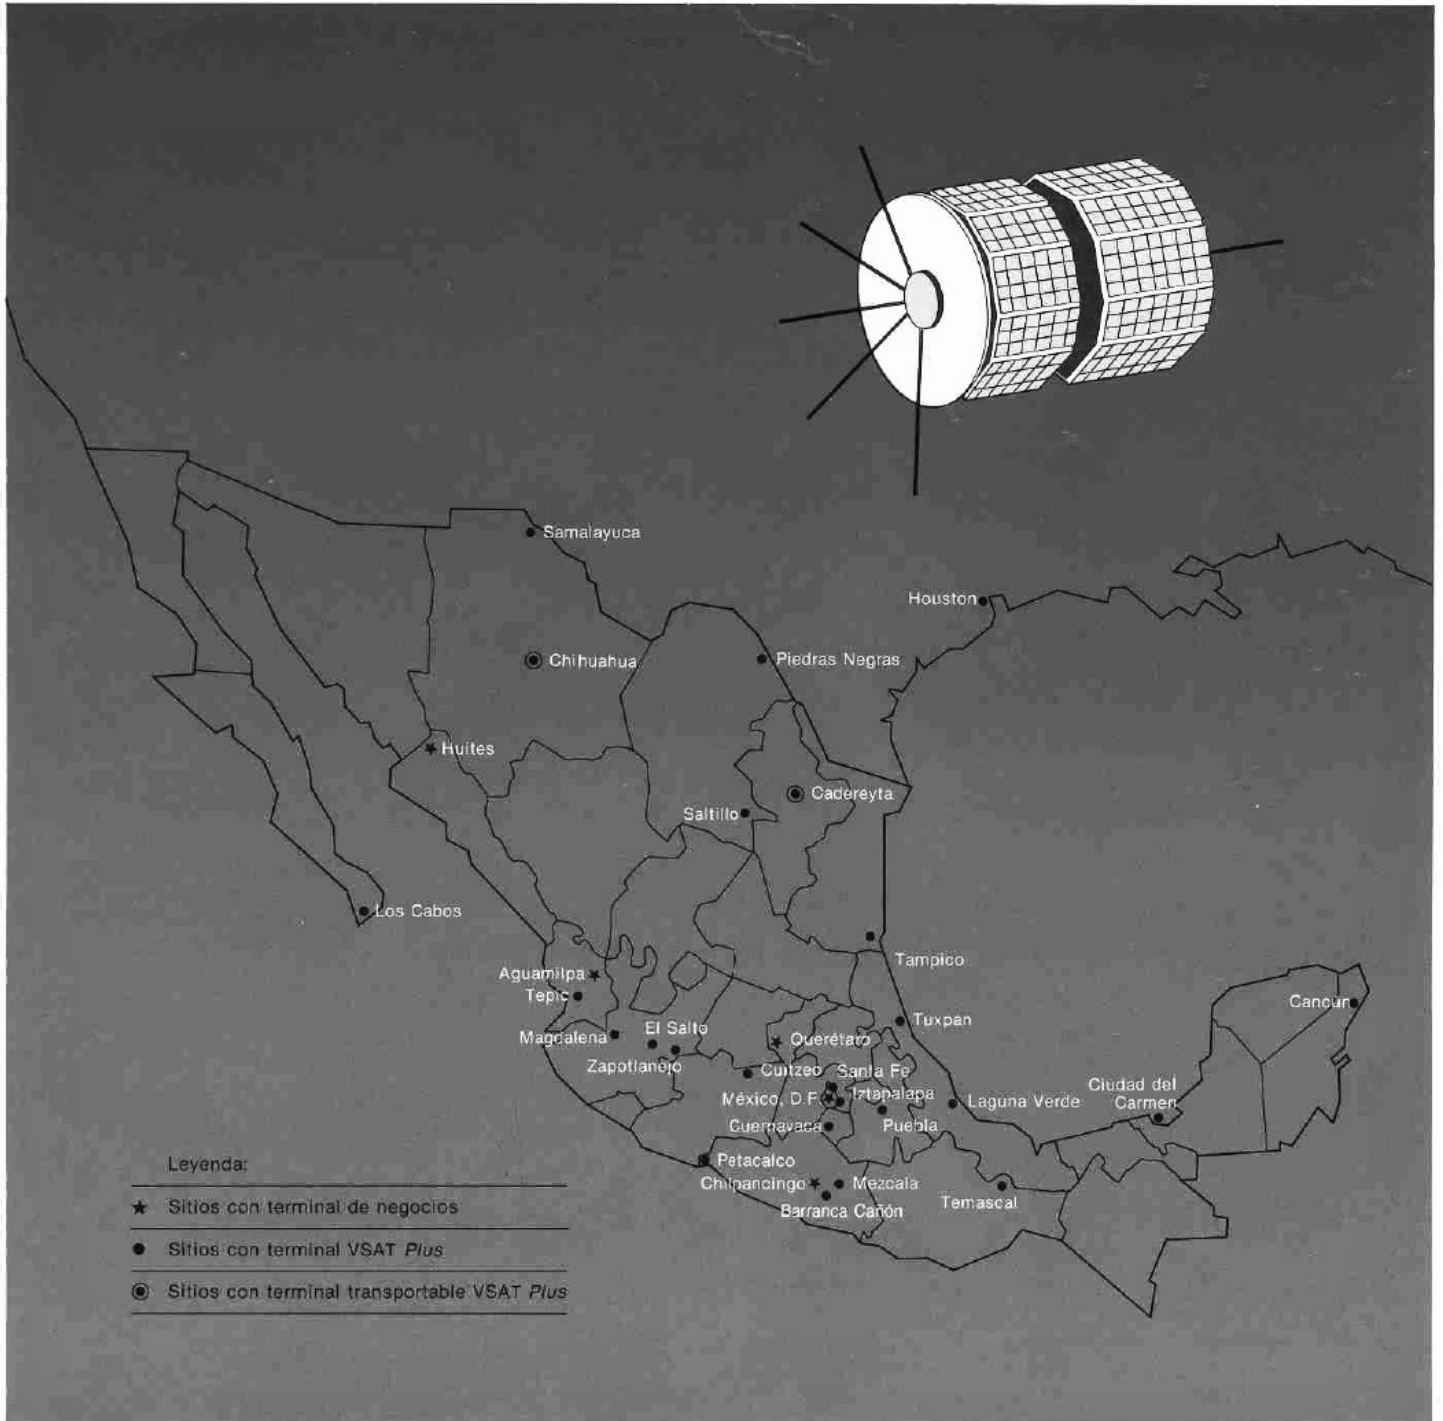 Samalayuca
Houston
Chihuahua
Piedras Negras
Huites
Cadereyta
Saltillo
Los Cabos
Tampico
Aguamilpa
Tepic
Cancun
Tuxpan
El Salto
Magdalena
Querétaro
Zapotlanejo
Cuitzeo
Santa Fe
Ciudad del
Carmen
México, D.F.
Iztapalapa
Laguna Verde
Cuernavaca
Puebla
Petacalco
Chilpancingo
Mezcala
Temascal
Barranca Cañón
Leyenda:
Sitios con terminal de negocios
Sitios con terminal VSAT Plus
Sitios con terminal transportable VSAT Plus